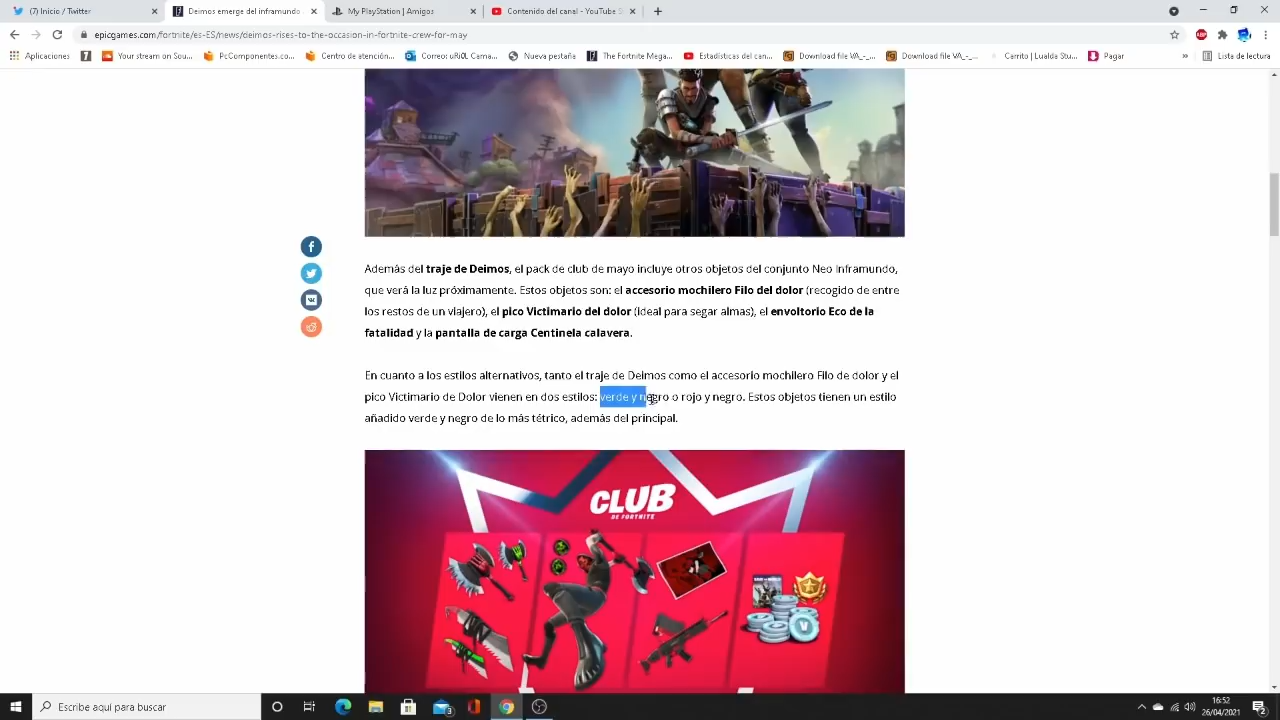 (7) Inicio / Twitter
Deimos emerge del inframundo
My PlayStation | Amigos
Contenido del canal - YouTube S
epicgames.com/fortnite/es-ES/news/deimos-rises-to-the-occasion-in-fortnite-crew-for-may
ABP
Aplicaciones
Your stream on Sou...
PcComponentes.co...
Centro de atención...
Correo: uRi0L Cama...
Nueva pestaña
The Fortnite Mega...
Estadísticas del can...
Download file VA_-_...
Download file VA_-_...
Carrito | Lualda Stu...
Pagar
»
Lista de lectura
Además del traje de Deimos, el pack de club de mayo incluye otros objetos del conjunto Neo Inframundo,
que verá la luz próximamente. Estos objetos son: el accesorio mochilero Filo del dolor (recogido de entre
los restos de un viajero), el pico Victimario del dolor (ideal para segar almas), el envoltorio Eco de la
fatalidad y la pantalla de carga Centinela calavera.
En cuanto a los estilos alternativos, tanto el traje de Deimos como el accesorio mochilero Filo de dolor y el
pico Victimario de Dolor vienen en dos estilos: verde y negro o rojo y negro. Estos objetos tienen un estilo
añadido verde y negro de lo más tétrico, además del principal.
CLUB
DE FORTNITE
V
Escribe aquí para buscar
16:52
26/04/2021